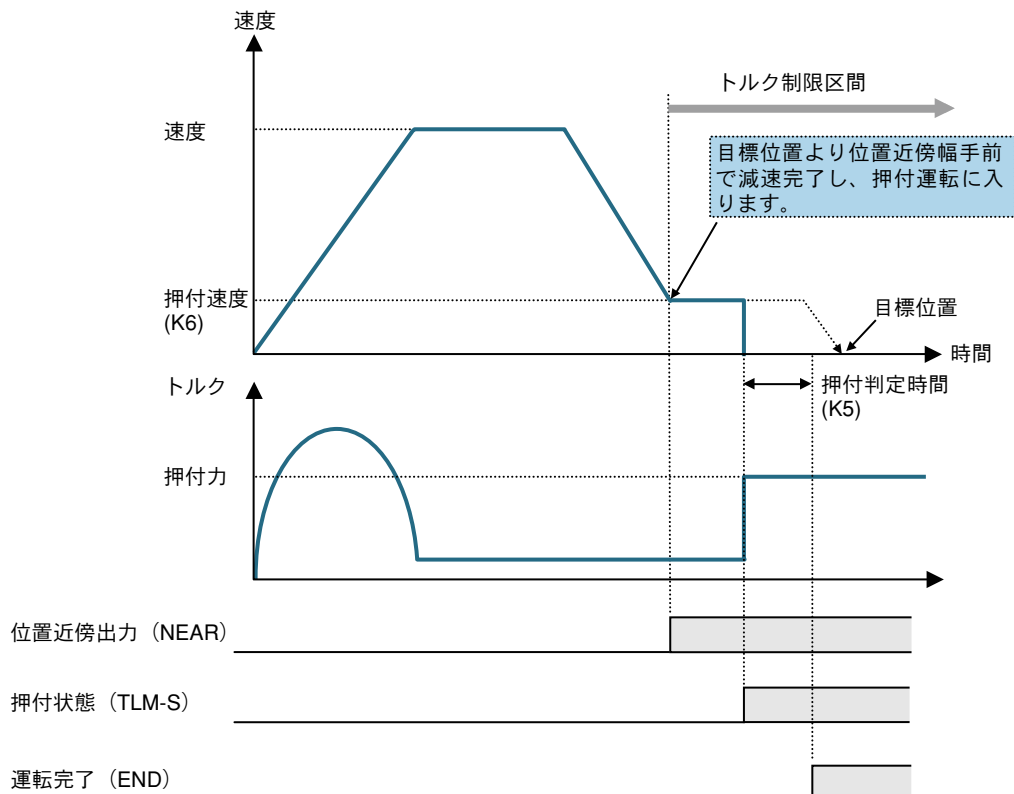 速度
トルク制限区間
速度
目標位置より位置近傍幅手前
で減速完了し、押付運転に入
ります。
押付速度
(K6)
目標位置
時間
トルク
押付判定時間
(K5)
押付力
位置近傍出力（NEAR）
押付状態（TLM-S）
運転完了（END）